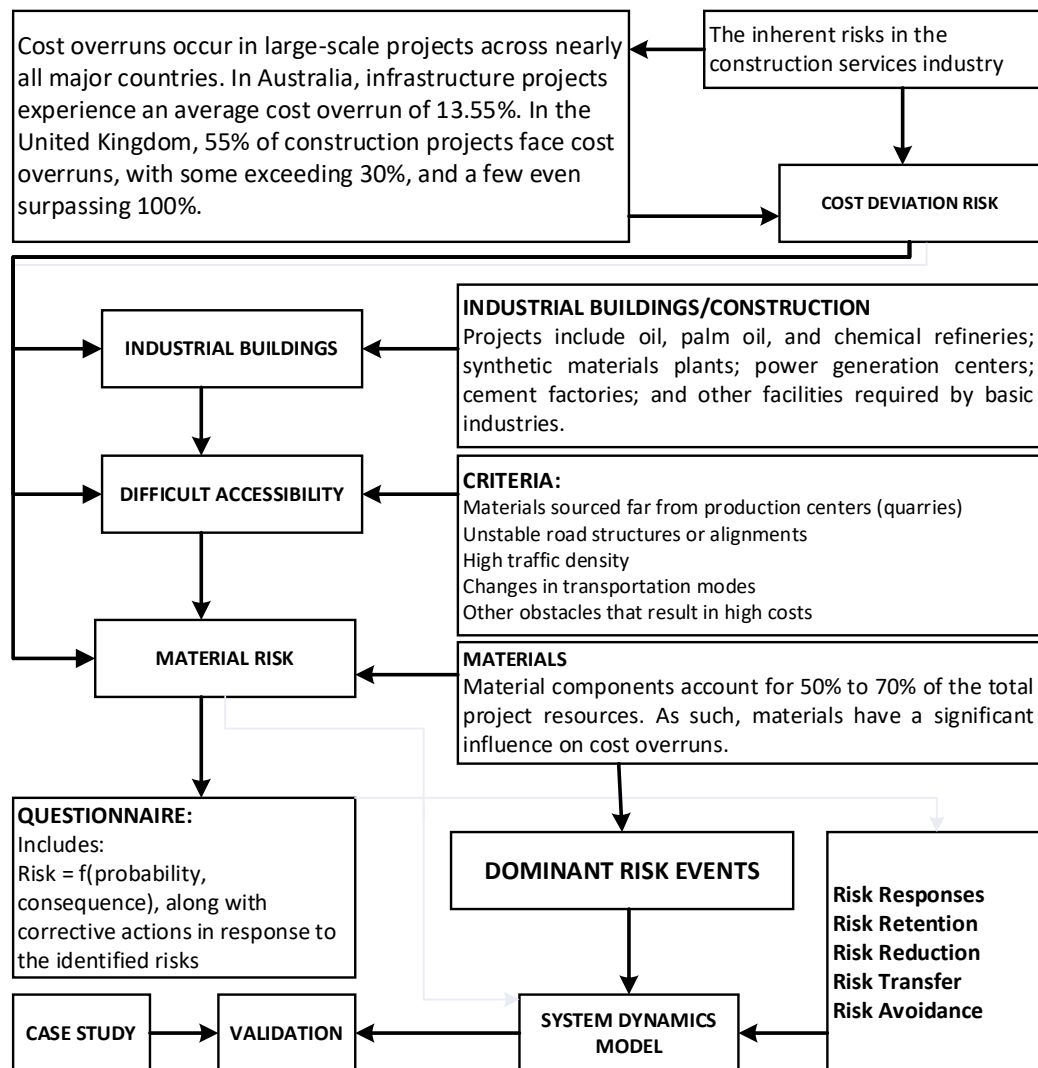 Cost overruns occur in large-scale projects across nearly
all major countries. In Australia, infrastructure projects
experience an average cost overrun of 13.55%. In the
United Kingdom, 55% of construction projects face cost
overruns, with some exceeding 30%, and a few even
surpassing 100%.
The inherent risks in the
construction services industry
COST DEVIATION RISK
INDUSTRIAL BUILDINGS
INDUSTRIAL BUILDINGS/CONSTRUCTION
Projects include oil, palm oil, and chemical refineries;
synthetic materials plants; power generation centers;
cement factories; and other facilities required by basic
industries.
DIFFICULT ACCESSIBILITY
CRITERIA:
Materials sourced far from production centers (quarries)
Unstable road structures or alignments
High traffic density
Changes in transportation modes
Other obstacles that result in high costs
MATERIAL RISK
MATERIALS
Material components account for 50% to 70% of the total
project resources. As such, materials have a significant
influence on cost overruns.
QUESTIONNAIRE:
Includes:
Risk = f(probability,
consequence), along with
corrective actions in response to
the identified risks
DOMINANT RISK EVENTS
Risk Responses
Risk Retention
Risk Reduction
Risk Transfer
Risk Avoidance
CASE STUDY
VALIDATION
SYSTEM DYNAMICS
MODEL